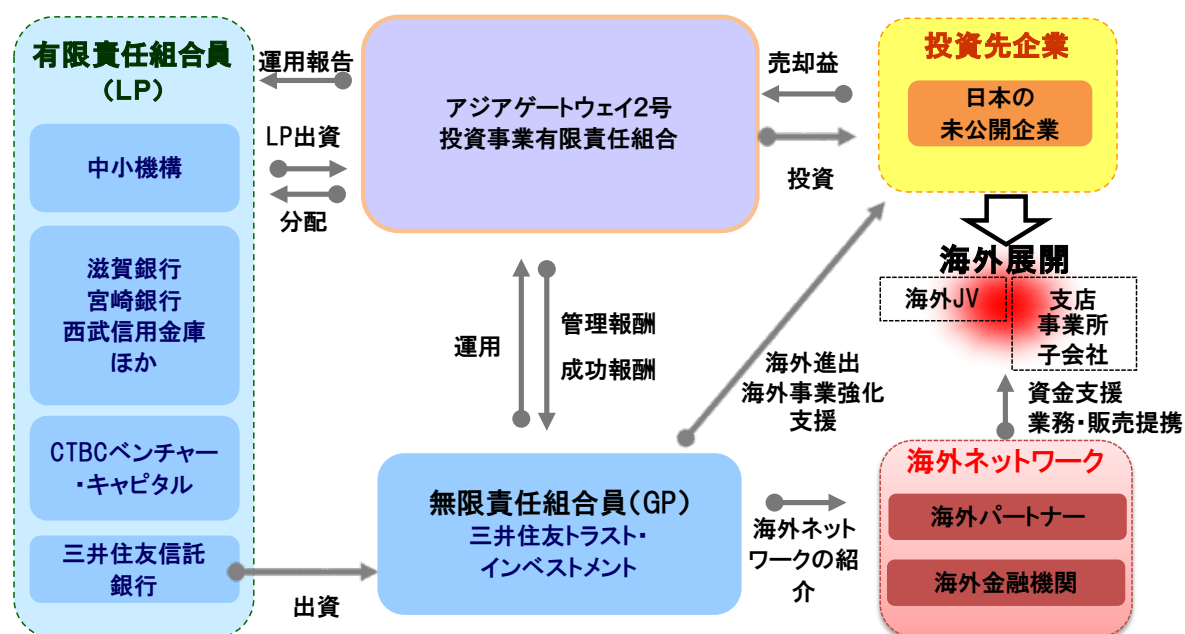 有限責任組合員
(LP)
中小機構
滋賀銀行
宮崎銀行
西武信用金庫
ほか
CTBCベンチャー
・キャピタル
三井住友信託
銀行
運用報告
LP出資
分配
アジアゲートウェイ2号
投資事業有限責任組合
売却益
投資
投資先企業
日本の
未公開企業
海外展開
海外JV
支店
事業所
子会社
運用
管理報酬
成功報酬
海外進出
海外事業強化
支援
資金支援
業務・販売提携
無限責任組合員(GP)
三井住友トラスト・
インベストメント
出資
海外ネット
ワークの紹
介
海外ネットワーク
海外パートナー
海外金融機関